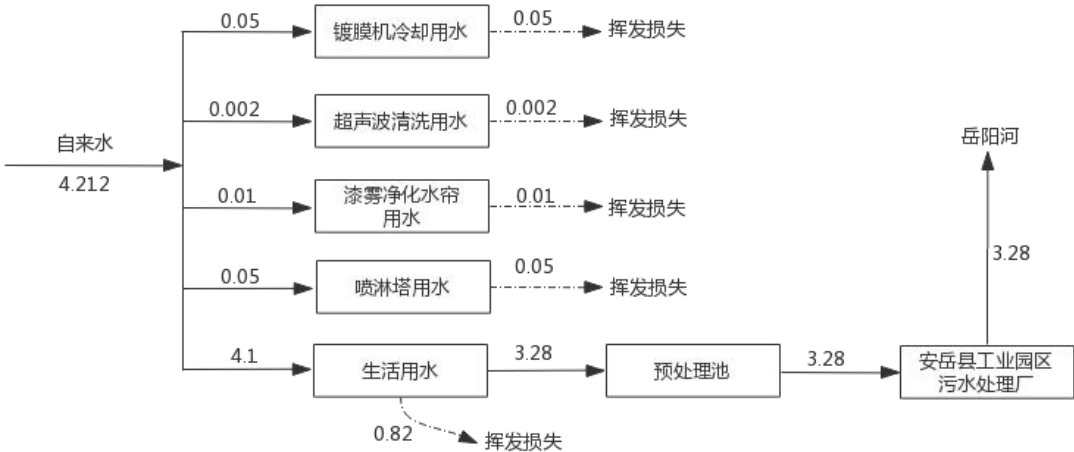 0.05
镀膜机冷却用水
0.05
挥发损失
0.002
超声波清洗用水
0.002
挥发损失
自来水
4.212
岳阳河
0.01
漆雾净化水帘
用水
0.01
挥发损失
3.28
0.05
喷淋塔用水
0.05
挥发损失
4.1
生活用水
3.28
预处理池
3.28
安岳县工业园区
污水处理厂
0.82
挥发损失